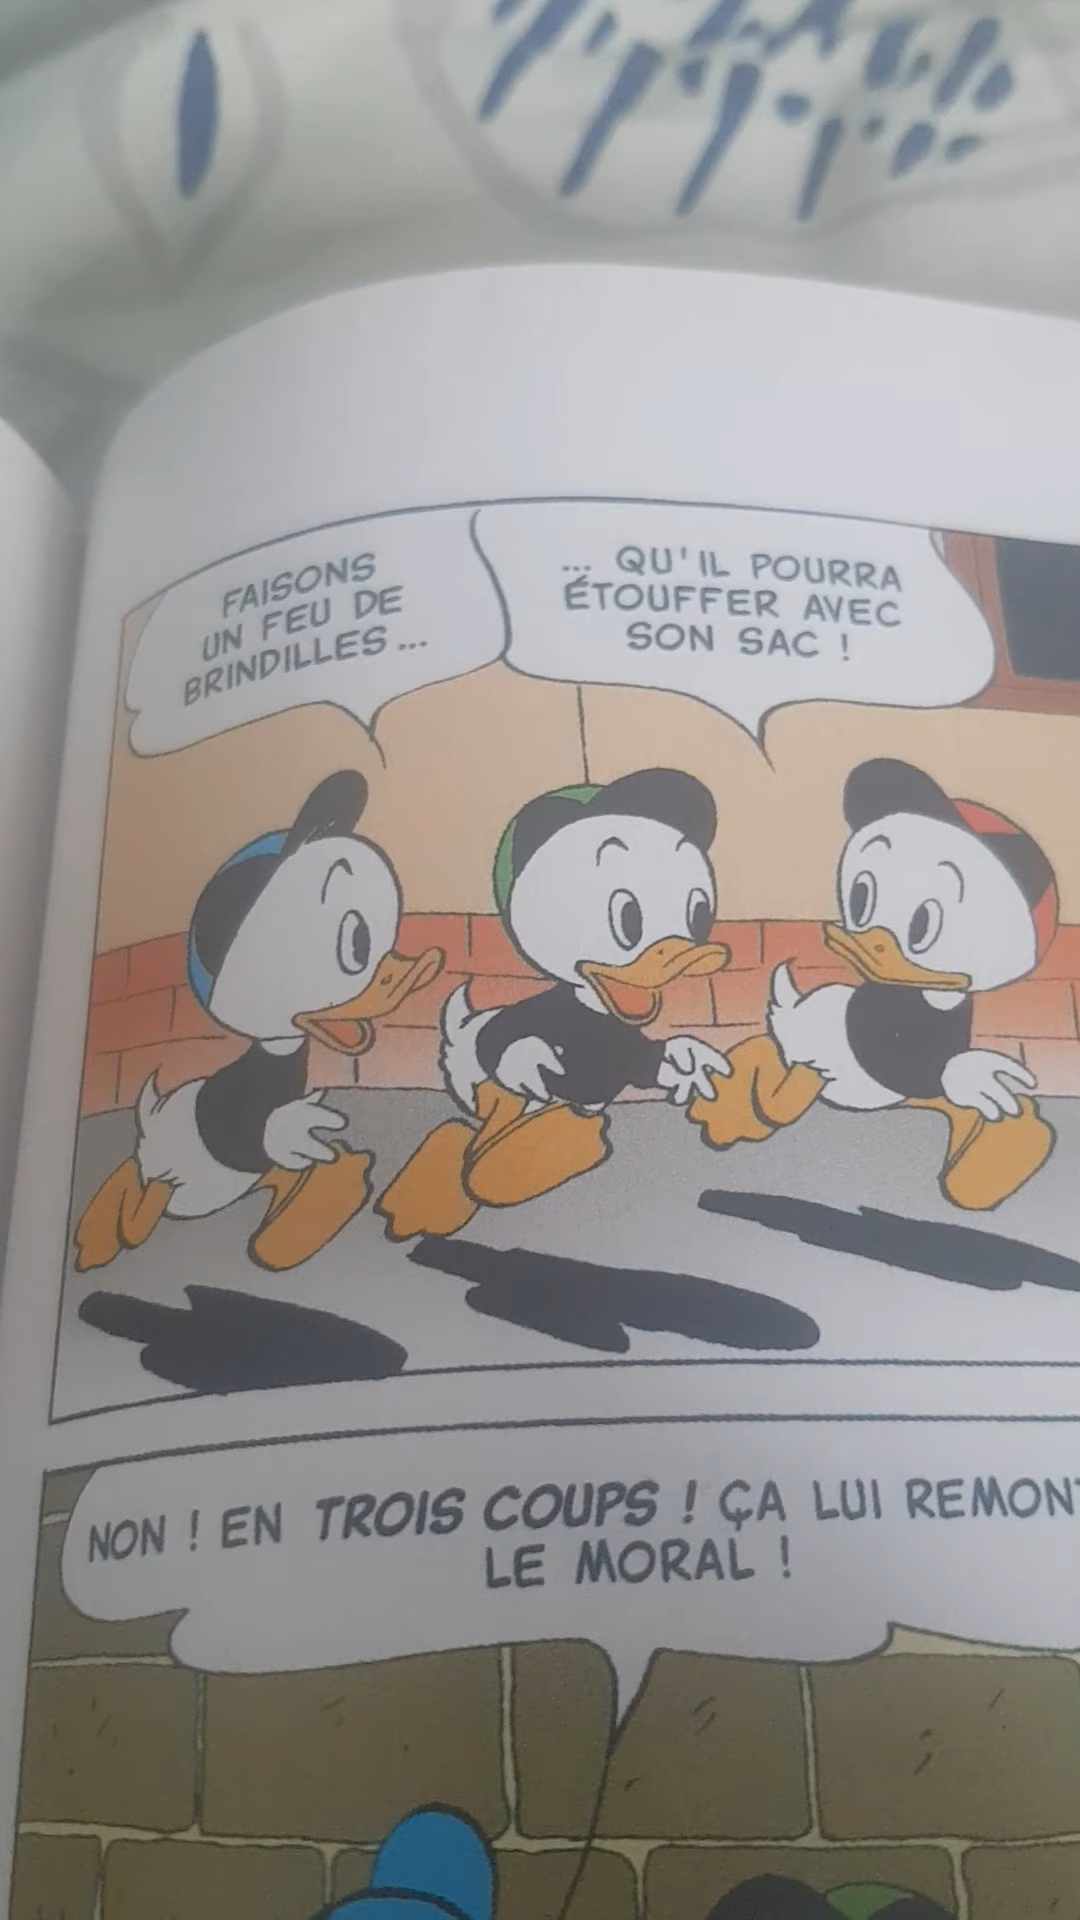 FAISONS
UN FEU DE
BRINDILLES...
... QU'IL POURRA
ÉTOUFFER AVEC
SON SAC !
NON ! EN TROIS COUPS ! ÇA LUI
LE MORAL !